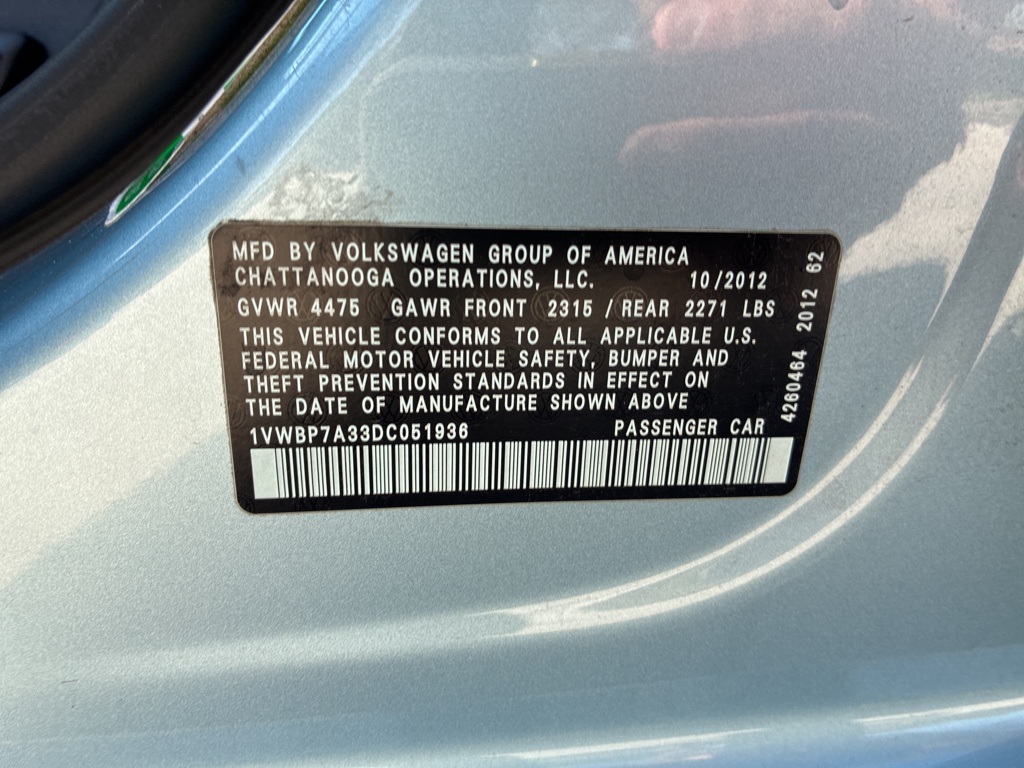 MFD BY VOLKSWAGEN GROUP OF AMERICA
CHATTANOOGA OPERATIONS, LLC. 10/2012
GVWR 4475 GAWR FRONT 2315 / REAR 2271 LBS
THIS VEHICLE CONFORMS TO ALL APPLICABLE U.S.
FEDERAL MOTOR VEHICLE SAFETY, BUMPER AND
THEFT PREVENTION STANDARDS IN EFFECT ON
THE DATE OF MANUFACTURE SHOWN ABOVE
1VWBP7A33DC051936 PASSENGER CAR
4260464 2012 62